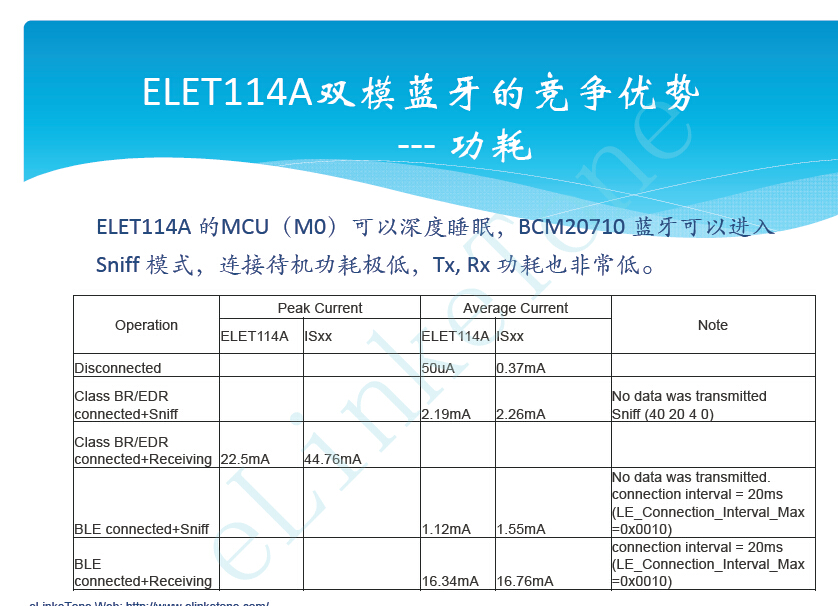 ELET114A双模蓝牙的竞争优势
--- 功耗
ELET114A 的MCU（M0）可以深度睡眠，BCM20710 蓝牙可以进入
Sniff 模式，连接待机功耗极低，Tx, Rx 功耗也非常低。
Operation Peak Current Average Current Note
ELET114A ISxx ELET114A ISxx
Disconnected 50uA 0.37mA
Class BR/EDR No data was transmitted
connected+Sniff 2.19mA 2.26mA Sniff (40 20 4 0)
Class BR/EDR
connected+Receiving 22.5mA 44.76mA
No data was transmitted.
connection interval = 20ms
(LE_Connection_Interval_Max
BLE connected+Sniff 1.12mA 1.55mA =0x0010)
connection interval = 20ms
BLE (LE_Connection_Interval_Max
connected+Receiving 16.34mA 16.76mA =0x0010)
eLinkeTone
eLinkeTone Web: http://www.elinketone.com/